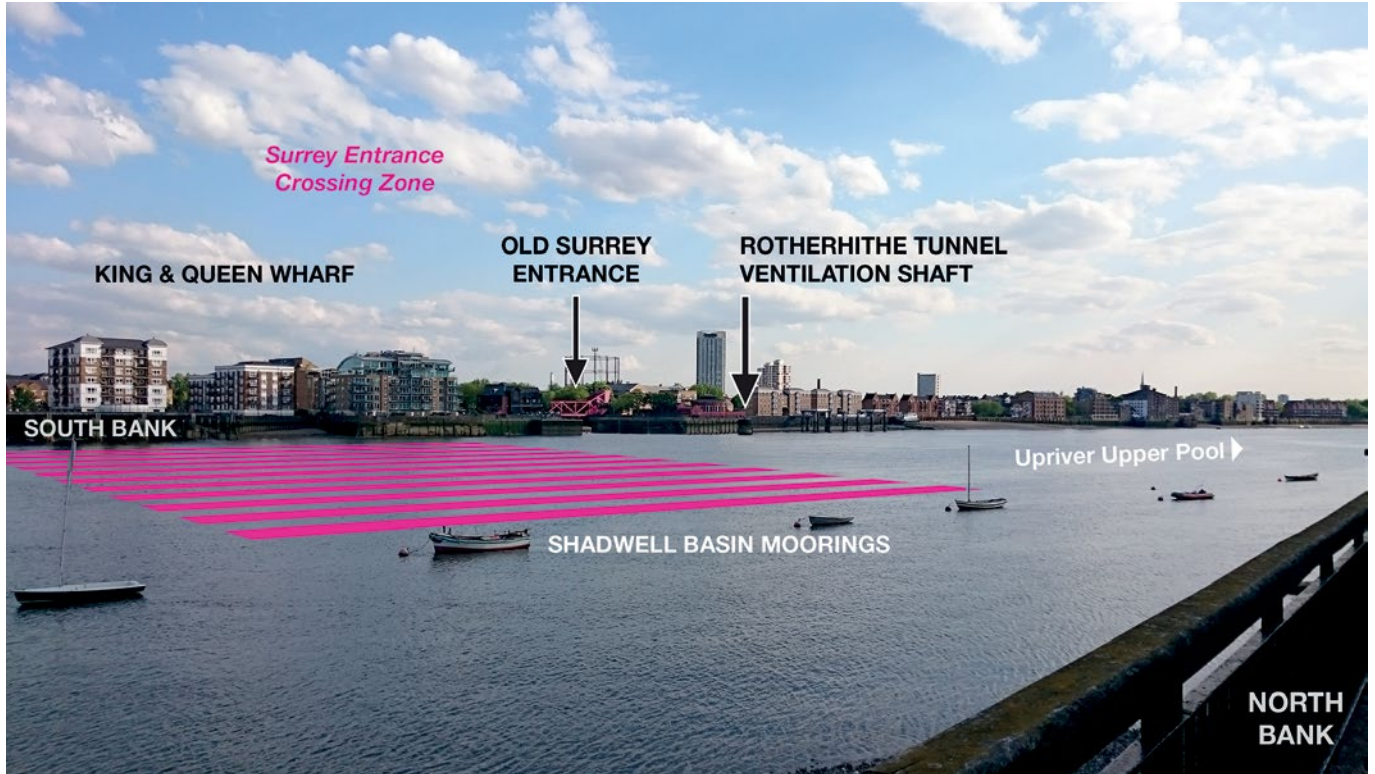 Surrey Entrance
Crossing Zone
KING & QUEEN WHARF
OLD SURREY
ENTRANCE
ROTHERHITHE TUNNEL
VENTILATION SHAFT
SOUTH BANK
Upriver Upper Pool
SHADWELL BASIN MOORINGS
NORTH
BANK